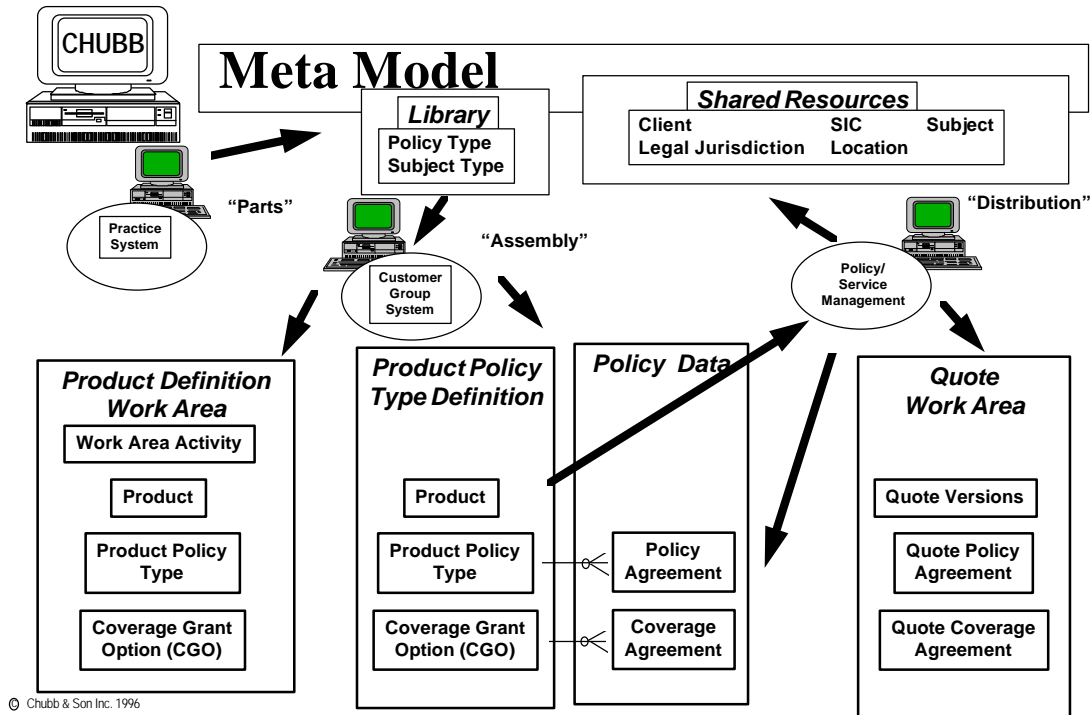 CHUBB
Meta Model
Library
Policy Type
Subject Type
Shared Resources
Client SIC Subject
Legal Jurisdiction Location
“Parts”
Practice
System
“Assembly”
Customer
Group
System
“Distribution”
Policy/
Service
Management
Product Definition
Work Area
Work Area Activity
Product
Product Policy
Type
Coverage Grant
Option (CGO)
Product Policy
Type Definition
Product
Product Policy
Type
Coverage Grant
Option (CGO)
Policy Data
Policy
Agreement
Coverage
Agreement
Quote
Work Area
Quote Versions
Quote Policy
Agreement
Quote Coverage
Agreement
© Chubb & Son Inc. 1996